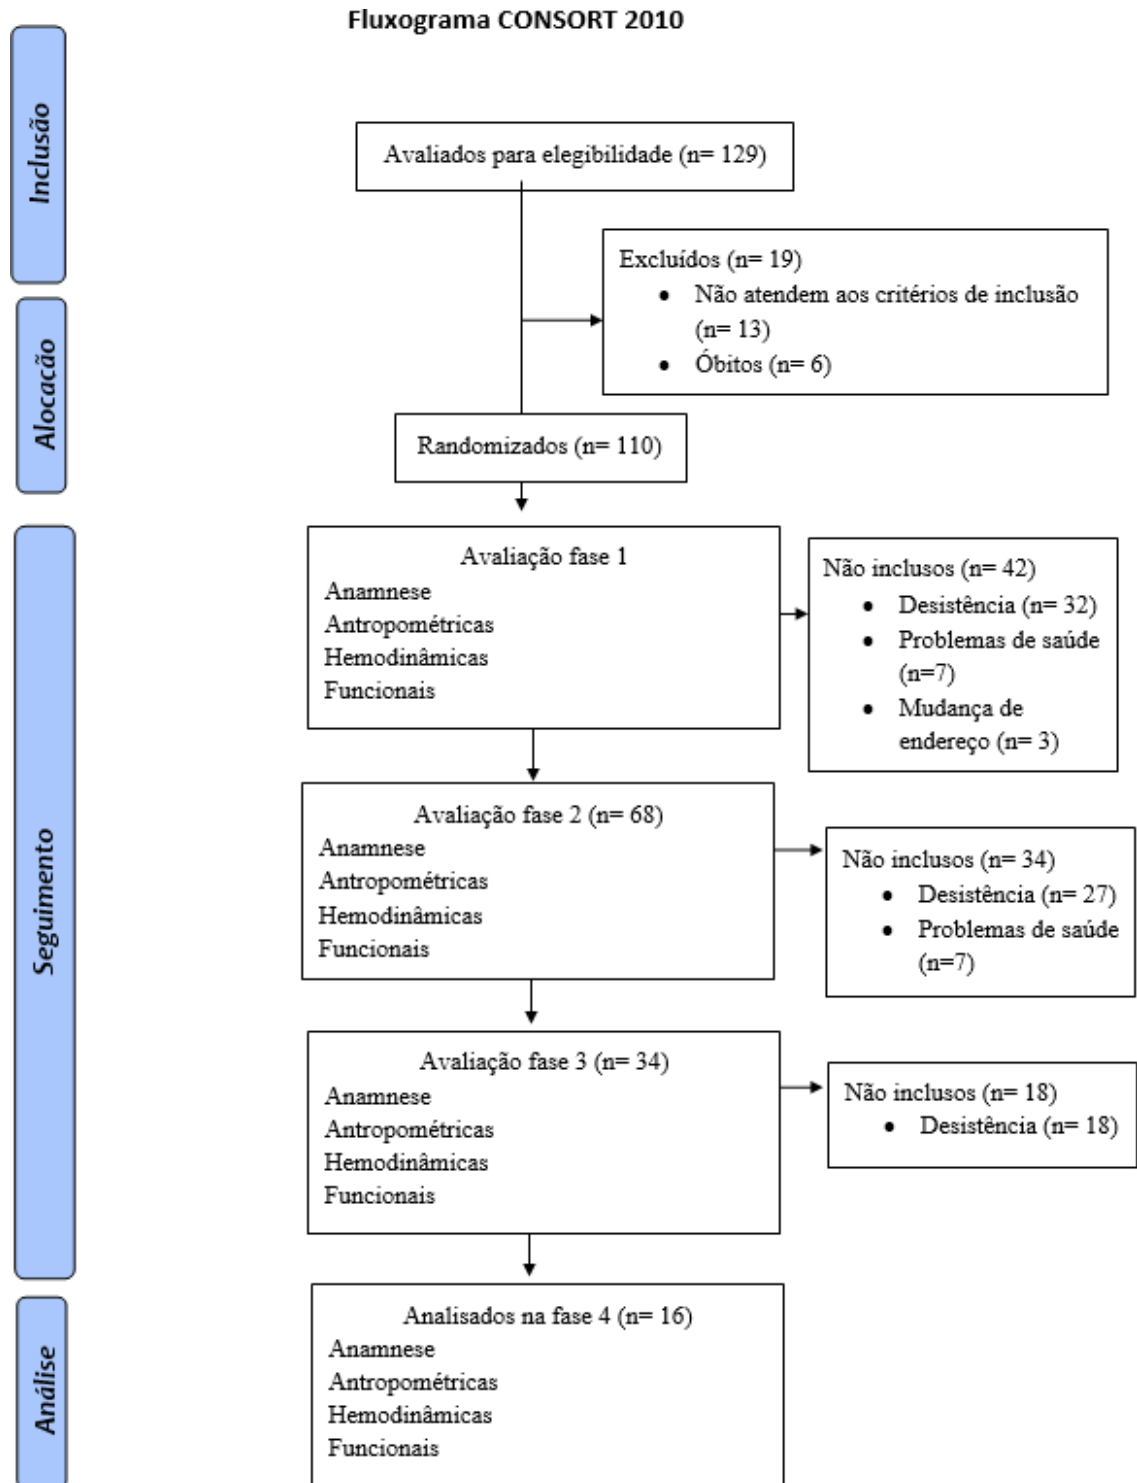 Fluxograma CONSORT 2010
Inclusão
Avaliados para elegibilidade (n= 129)
Excluídos (n= 19)
• Não atendem aos critérios de inclusão
(n= 13)
• Óbitos (n= 6)
Alocação
Randomizados (n= 110)
Seguimento
Avaliação fase 1
Anamnese
Antropométricas
Hemodinâmicas
Funcionais
Não inclusos (n= 42)
• Desistência (n= 32)
• Problemas de saúde
(n=7)
• Mudança de
endereço (n= 3)
Avaliação fase 2 (n= 68)
Anamnese
Antropométricas
Hemodinâmicas
Funcionais
Não inclusos (n= 34)
• Desistência (n= 27)
• Problemas de saúde
(n=7)
Avaliação fase 3 (n= 34)
Anamnese
Antropométricas
Hemodinâmicas
Funcionais
Não inclusos (n= 18)
• Desistência (n= 18)
Análise
Analisados na fase 4 (n= 16)
Anamnese
Antropométricas
Hemodinâmicas
Funcionais